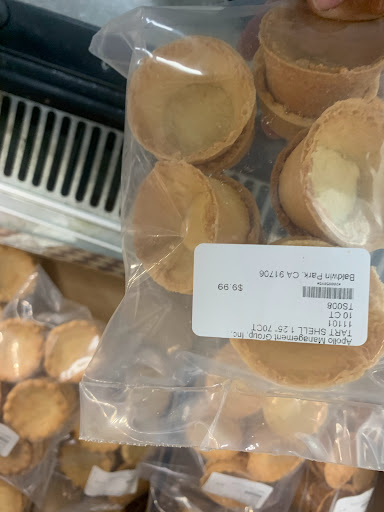 Apollo Management Group, Inc.
TART SHELL 1.25" 70CT
11101
10 CT
TS008
Baldwin Park, CA 91706
$9.99